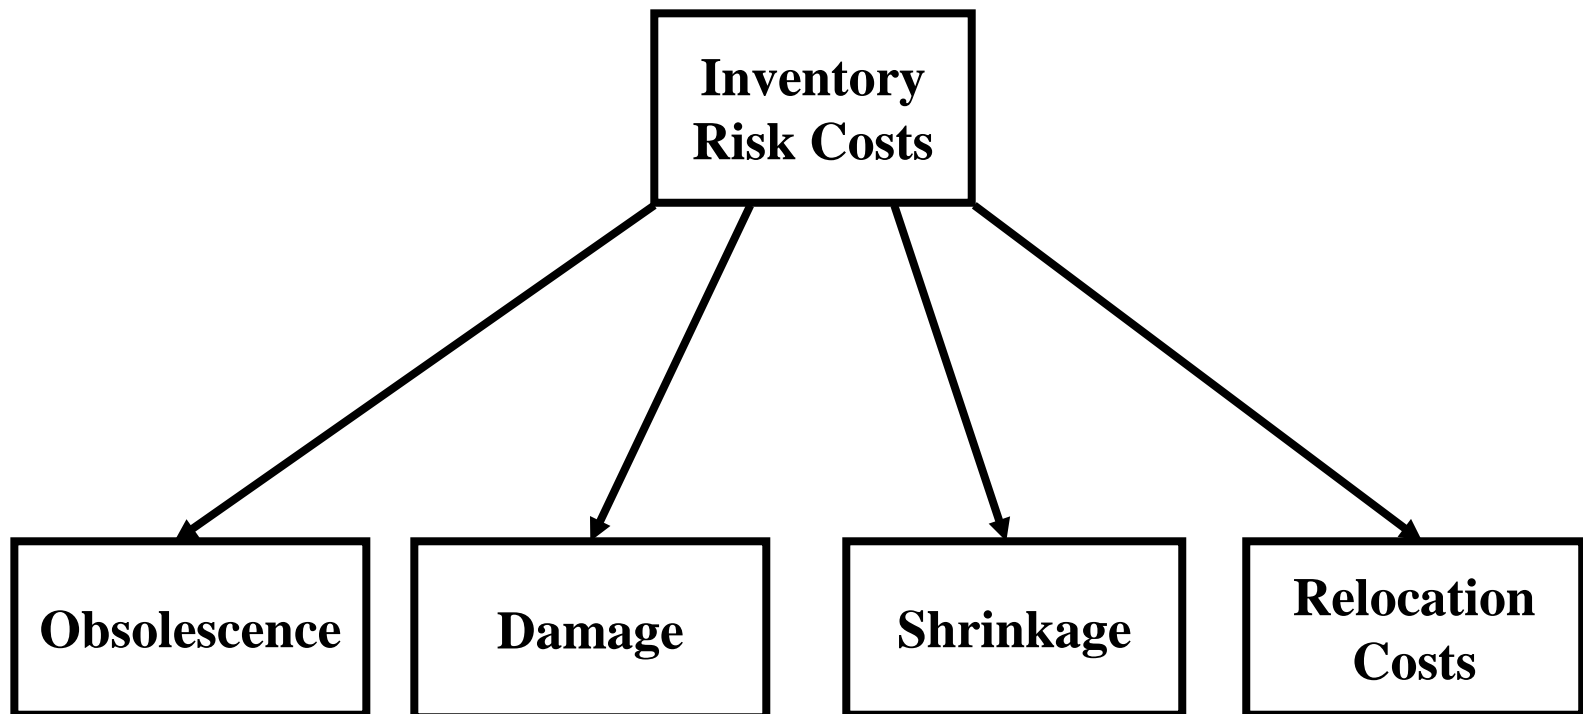 Inventory
Risk Costs
Obsolescence
Damage
Shrinkage
Relocation
Costs